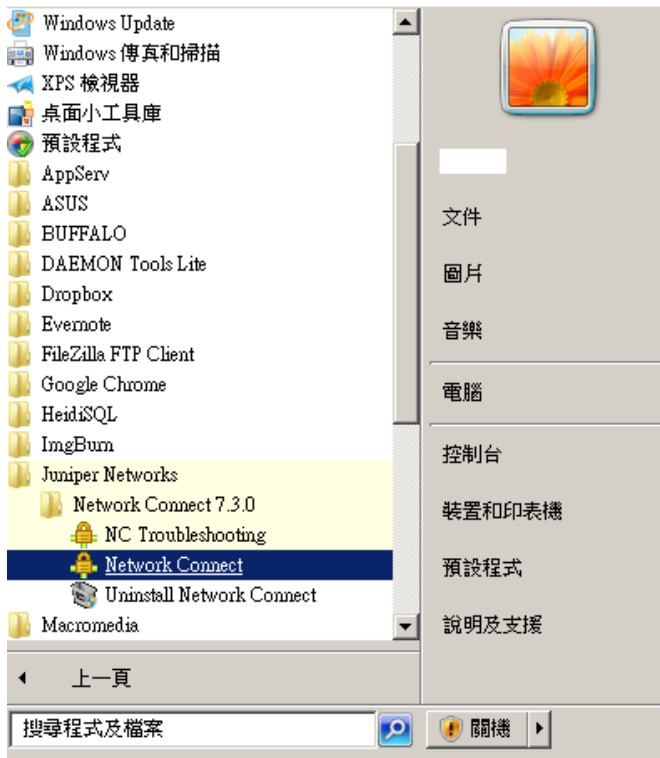 Windows Update
Windows 傳真和掃描
XPS 檢視器
桌面小工具庫
預設程式
AppServ
ASUS
BUFFALO
DAEMON Tools Lite
Dropbox
Evernote
FileZilla FTP Client
Google Chrome
HeidiSQL
ImgBurn
Juniper Networks
Network Connect 7.3.0
NC Troubleshooting
Network Connect
Uninstall Network Connect
Macromedia
上一頁
搜尋程式及檔案
文件
圖片
音樂
電腦
控制台
裝置和印表機
預設程式
說明及支援
關機